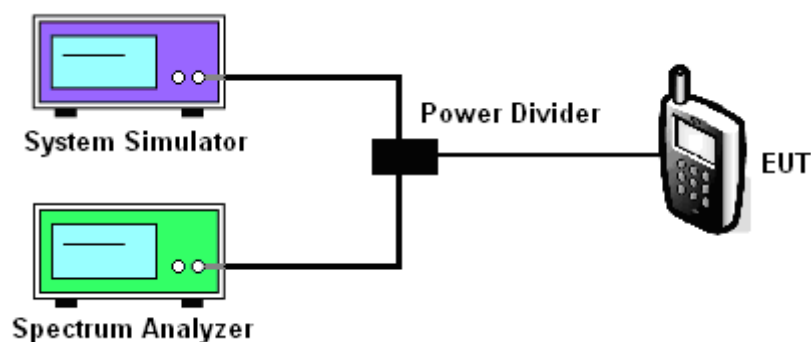 System Simulator
Power Divider
EUT
Spectrum Analyzer